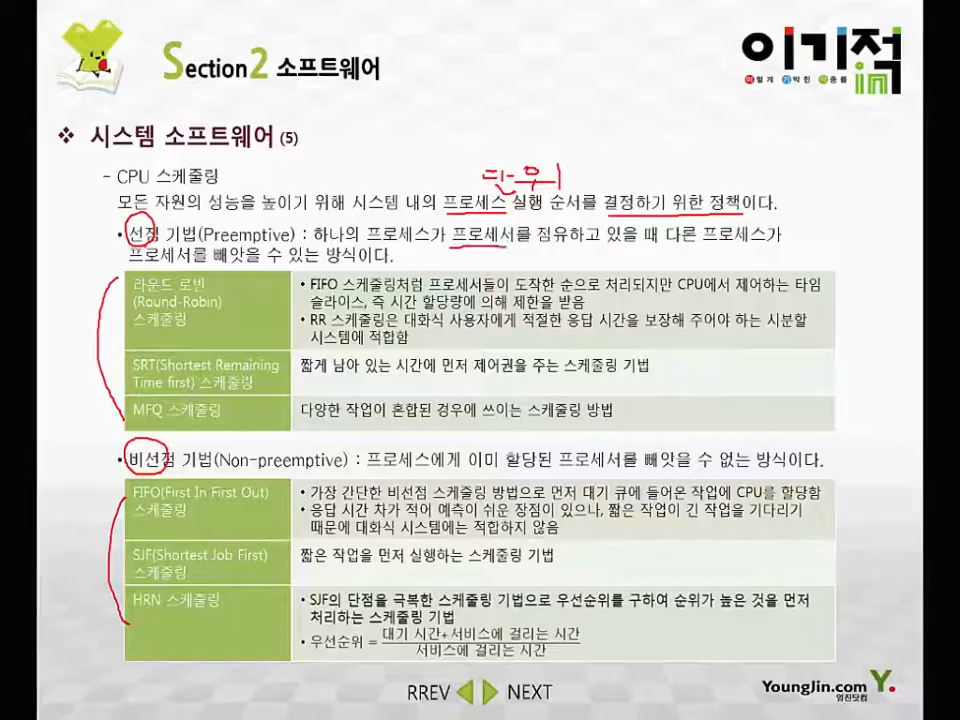 Section2 소프트웨어
이기적in
이렇게 기막힌 적중률
❖ 시스템 소프트웨어 (5)
– CPU 스케줄링
모든 자원의 성능을 높이기 위해 시스템 내의 프로세스 실행 순서를 결정하기 위한 정책이다.
• 선점 기법(Preemptive) : 하나의 프로세스가 프로세서를 점유하고 있을 때 다른 프로세스가
프로세서를 빼앗을 수 있는 방식이다.
라운드 로빈
(Round-Robin)
스케줄링
• FIFO 스케줄링처럼 프로세서들이 도착한 순으로 처리되지만 CPU에서 제어하는 타임
슬라이스, 즉 시간 할당량에 의해 제한을 받음
• RR 스케줄링은 대화식 사용자에게 적절한 응답 시간을 보장해 주어야 하는 시분할
시스템에 적합함
SRT(Shortest Remaining
Time first) 스케줄링
짧게 남아 있는 시간에 먼저 제어권을 주는 스케줄링 기법
MFQ 스케줄링
다양한 작업이 혼합된 경우에 쓰이는 스케줄링 방법
• 비선점 기법(Non-preemptive) : 프로세스에게 이미 할당된 프로세서를 빼앗을 수 없는 방식이다.
FIFO(First In First Out)
스케줄링
• 가장 간단한 비선점 스케줄링 방법으로 먼저 대기 큐에 들어온 작업에 CPU를 할당함
• 응답 시간 차가 적어 예측이 쉬운 장점이 있으나, 짧은 작업이 긴 작업을 기다리기
때문에 대화식 시스템에는 적합하지 않음
SJF(Shortest Job First)
스케줄링
짧은 작업을 먼저 실행하는 스케줄링 기법
HRN 스케줄링
• SJF의 단점을 극복한 스케줄링 기법으로 우선순위를 구하여 순위가 높은 것을 먼저
처리하는 스케줄링 기법
• 우선순위 = 대기 시간+서비스에 걸리는 시간
서비스에 걸리는 시간
RREV NEXT
YoungJin.com Y.
영진닷컴